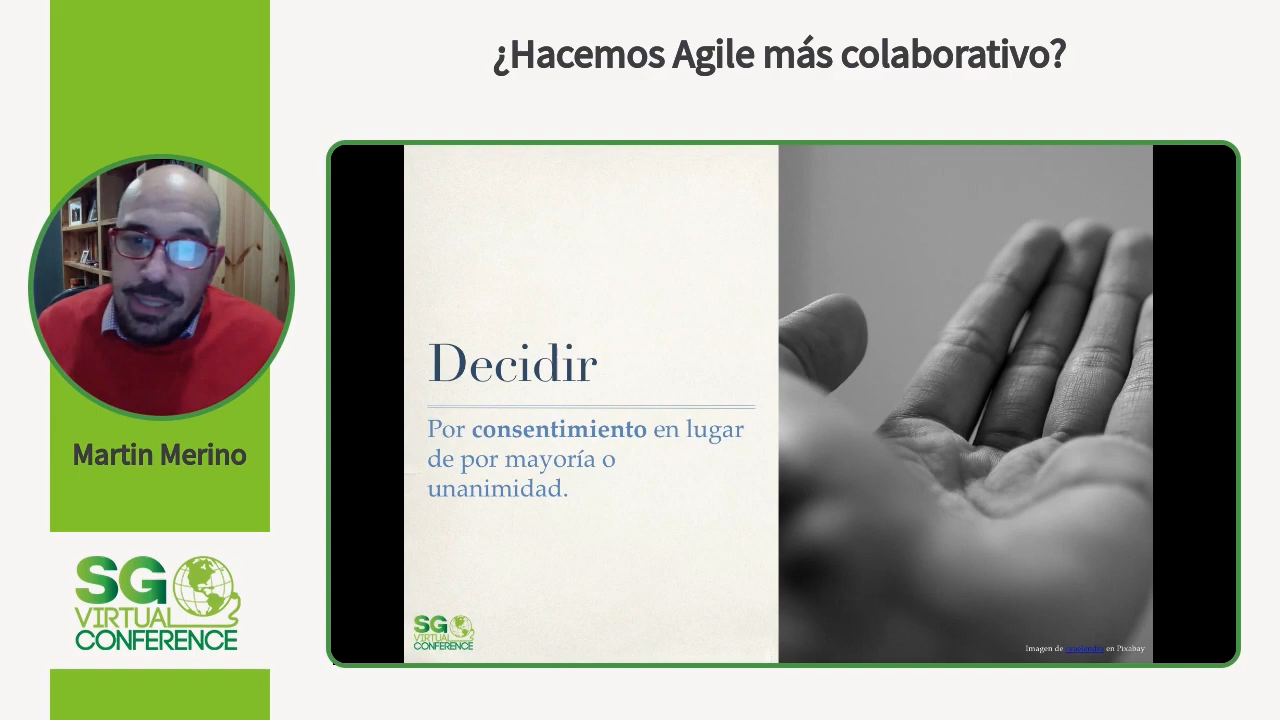 ¿Hacemos Agile más colaborativo?
Martin Merino
SG
VIRTUAL
CONFERENCE
Decidir
Por consentimiento en lugar
de por mayoría o
unanimidad.
SG
VIRTUAL
CONFERENCE
Imagen de en Pixabay